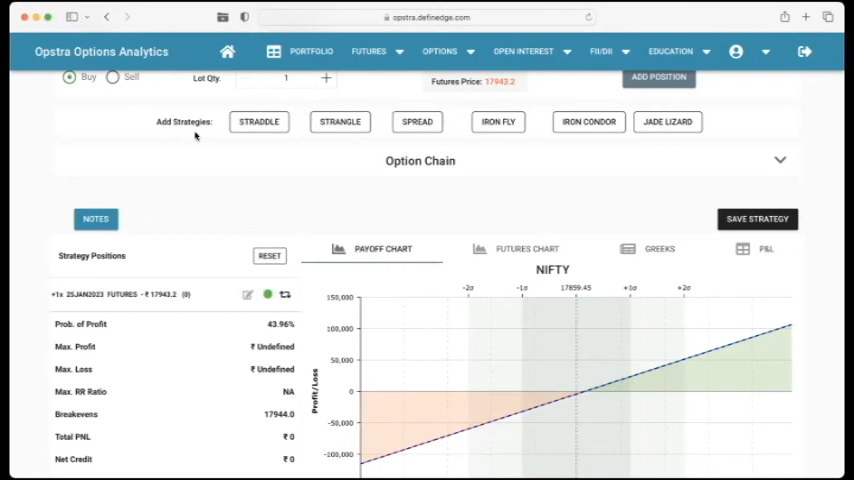 opstra.definedge.com
Opstra Options Analytics
PORTFOLIO
FUTURES
OPTIONS
OPEN INTEREST
FII/DII
EDUCATION
Buy
Sell
Lot Qty.
1
+
Futures Price: 17943.2
ADD POSITION
Add Strategies:
STRADDLE
STRANGLE
SPREAD
IRON FLY
IRON CONDOR
JADE LIZARD
Option Chain
NOTES
SAVE STRATEGY
Strategy Positions
RESET
PAYOFF CHART
FUTURES CHART
GREEKS
P&L
NIFTY
+1x 25JAN2023 FUTURES - ₹ 17943.2 (0)
-2σ
-1σ
17859.45
+1σ
+2σ
Prob. of Profit 43.96%
Max. Profit ₹ Undefined
Max. Loss ₹ Undefined
Max. RR Ratio NA
Breakevens 17944.0
Total PNL ₹ 0
Net Credit ₹ 0
Profit/Loss
150,000
100,000
50,000
0
-50,000
-100,000